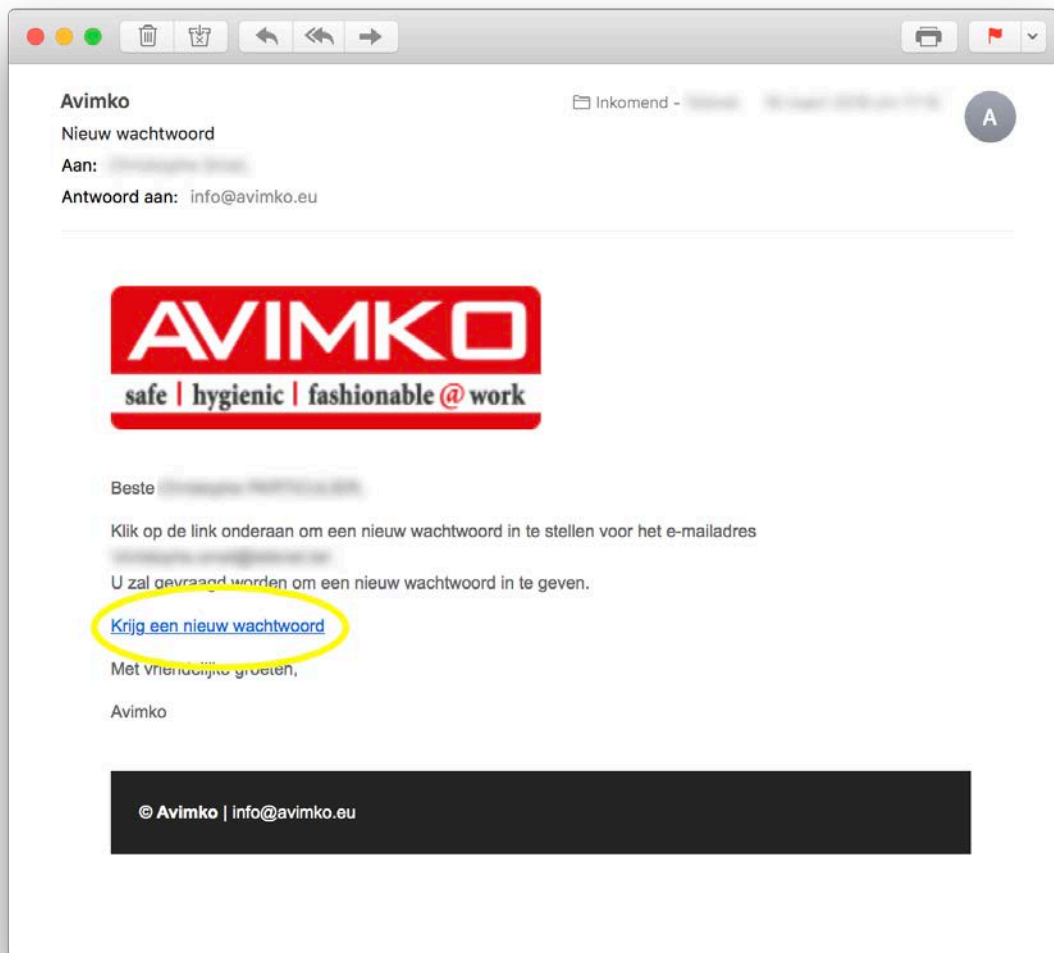 Avimko
Inkomend -
A
Nieuw wachtwoord
Aan:
Antwoord aan: info@avimko.eu
AVIMKO
safe | hygienic | fashionable @ work
Beste
Klik op de link onderaan om een nieuw wachtwoord in te stellen voor het e-mailadres
U zal gevraagd worden om een nieuw wachtwoord in te geven.
Krijg een nieuw wachtwoord
Met vriendelijke groeten,
Avimko
© Avimko | info@avimko.eu